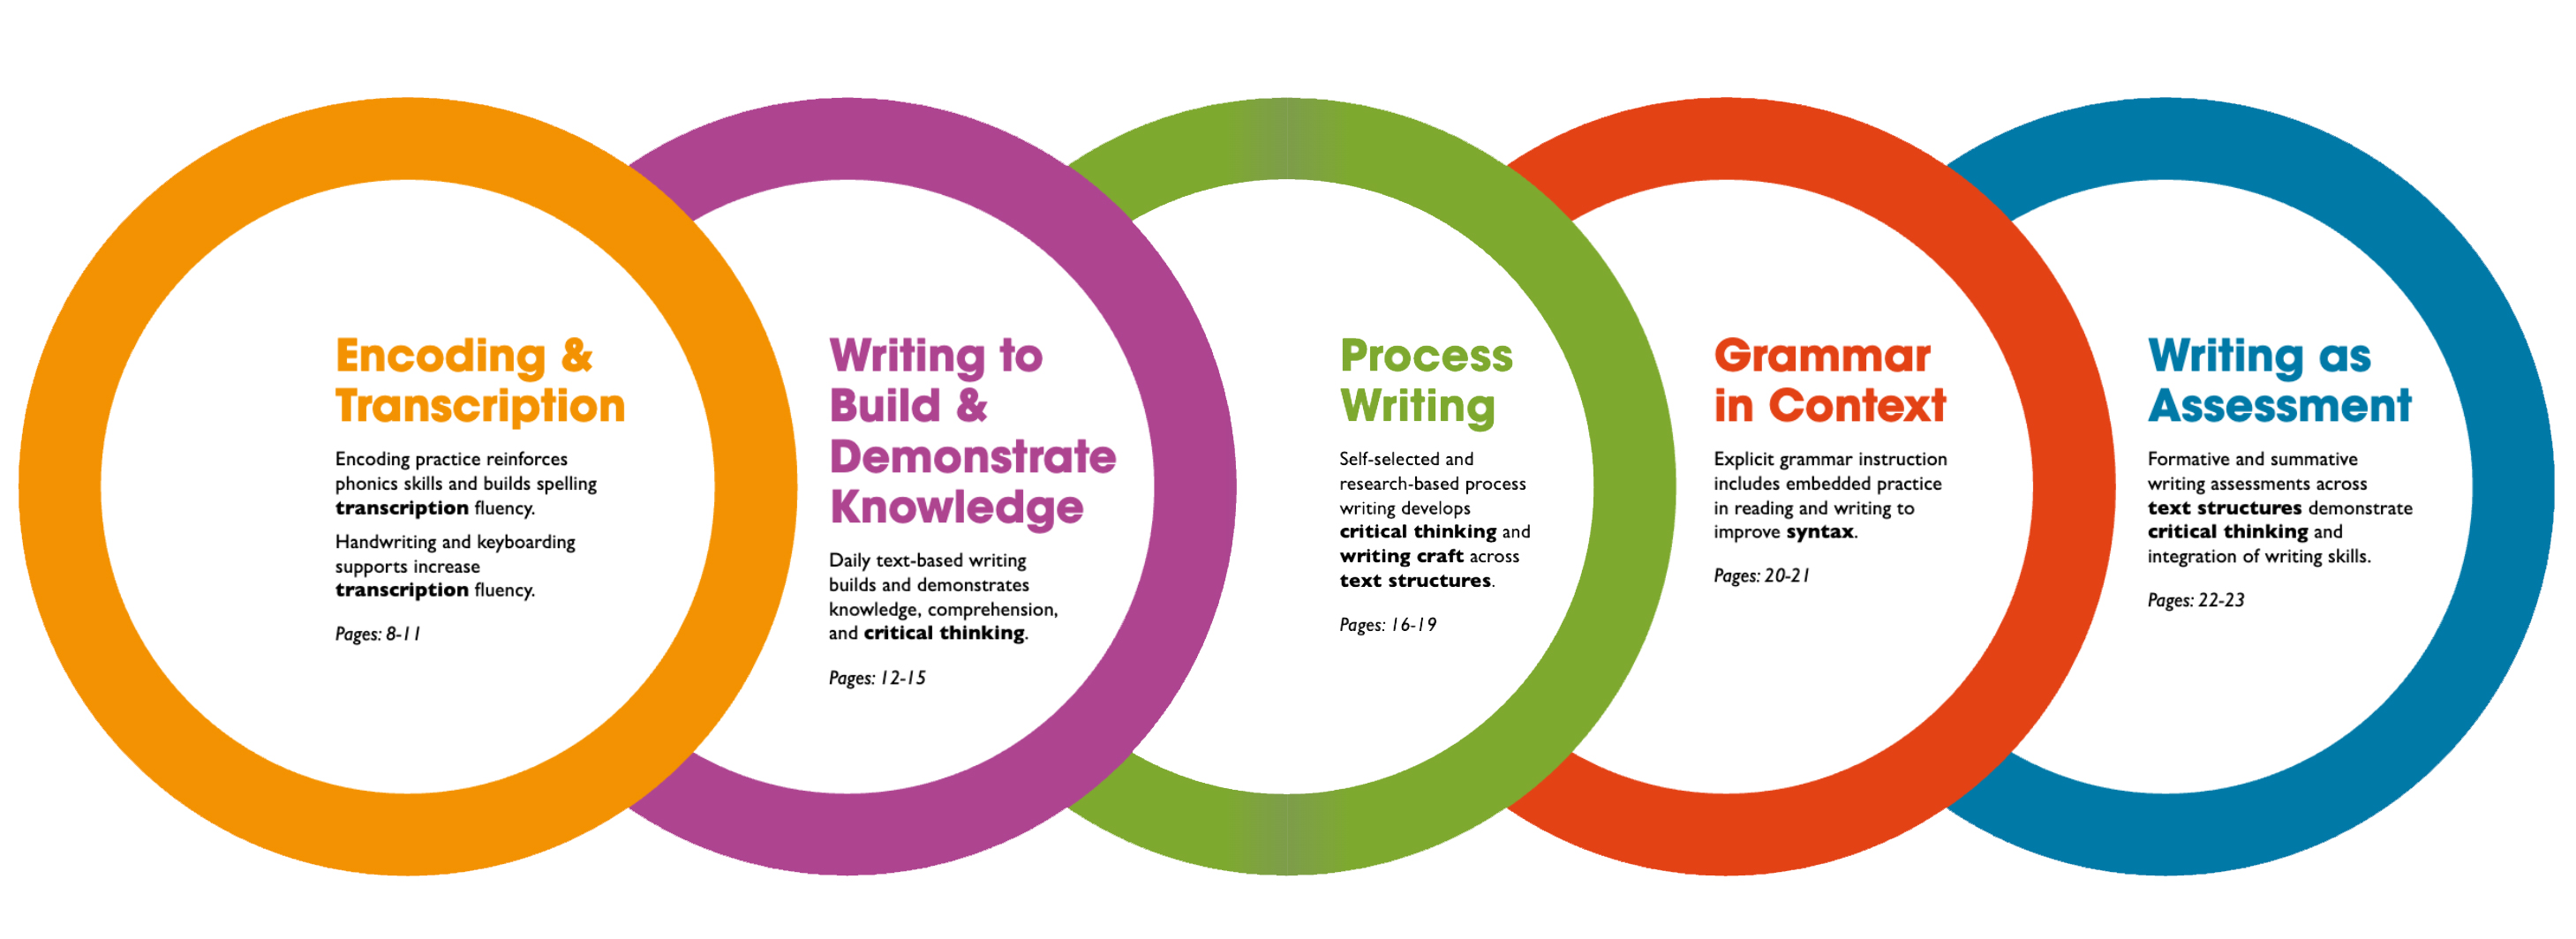 Encoding &
Transcription
Encoding practice reinforces
phonics skills and builds spelling
transcription fluency.
Handwriting and keyboarding
supports increase
transcription fluency.
Pages: 8-11
Writing to
Build &
Demonstrate
Knowledge
Daily text-based writing
builds and demonstrates
knowledge, comprehension,
and critical thinking.
Pages: 12-15
Process
Writing
Self-selected and
research-based process
writing develops
critical thinking and
writing craft across
text structures.
Pages: 16-19
Grammar
in Context
Explicit grammar instruction
includes embedded practice
in reading and writing to
improve syntax.
Pages: 20-21
Writing as
Assessment
Formative and summative
writing assessments across
text structures demonstrate
critical thinking and
integration of writing skills.
Pages: 22-23